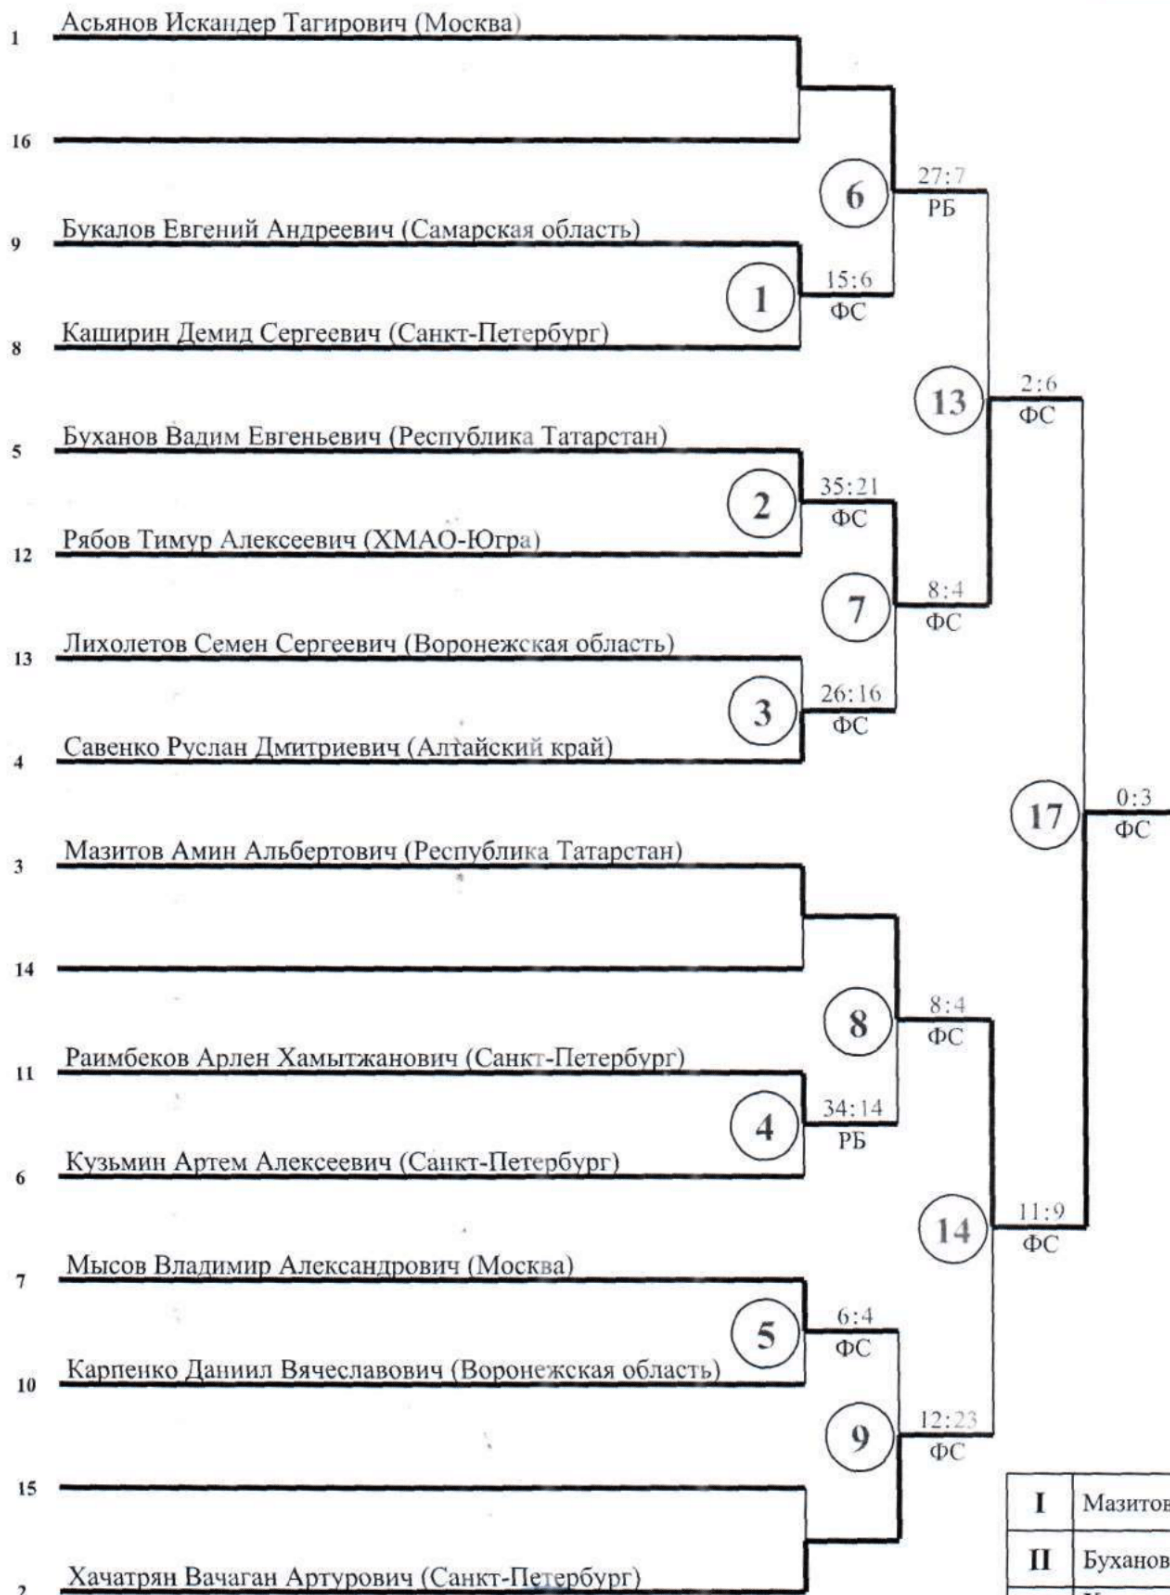 1 Асьянов Искандер Тагирович (Москва)
16
6
27:7
РБ
9 Букалов Евгений Андреевич (Самарская область)
1
15:6
ФС
8 Каширин Демид Сергеевич (Санкт-Петербург)
13
2:6
ФС
5 Буханов Вадим Евгеньевич (Республика Татарстан)
2
35:21
ФС
12 Рябов Тимур Алексеевич (ХМАО-Югра)
7
8:4
ФС
13 Лихолетов Семен Сергеевич (Воронежская область)
3
26:16
ФС
4 Савенко Руслан Дмитриевич (Алтайский край)
17
0:3
ФС
3 Мазитов Амин Альбертович (Республика Татарстан)
14
8
8:4
ФС
11 Раимбеков Арлен Хамытжанович (Санкт-Петербург)
4
34:14
РБ
6 Кузьмин Артем Алексеевич (Санкт-Петербург)
14
11:9
ФС
7 Мысов Владимир Александрович (Москва)
5
6:4
ФС
10 Карпенко Даниил Вячеславович (Воронежская область)
9
12:23
ФС
15
2 Хачатрян Вачаган Артурович (Санкт-Петербург)
I Мазитов
II Буханов